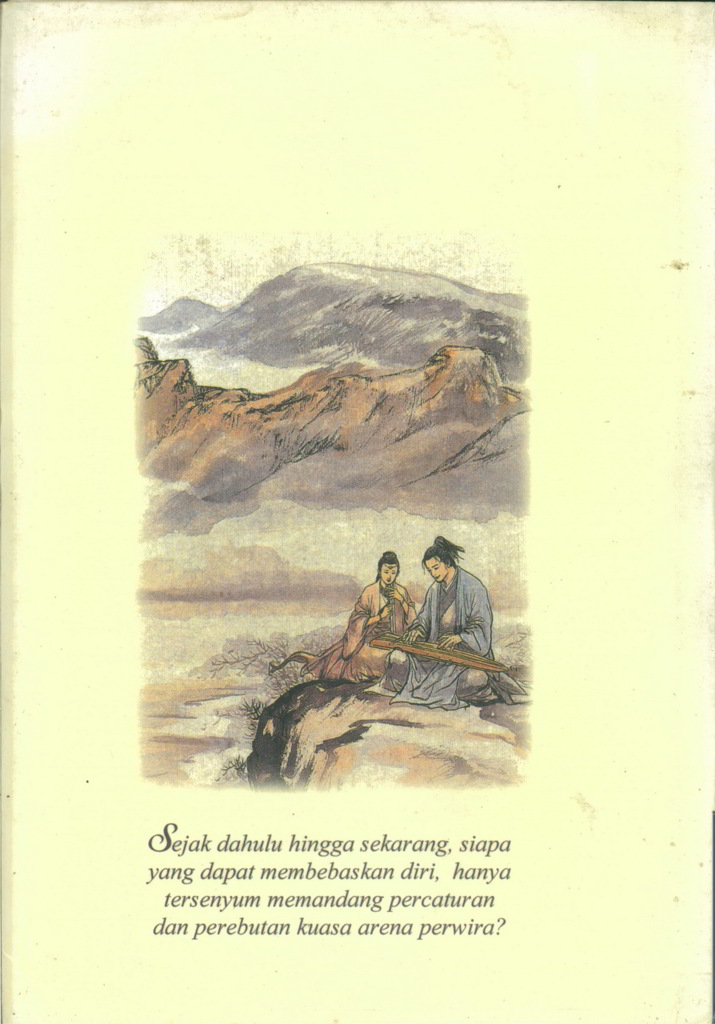 Sejak dahulu hingga sekarang, siapa
yang dapat membebaskan diri, hanya
tersenyum memandang percaturan
dan perebutan kuasa arena perwira?